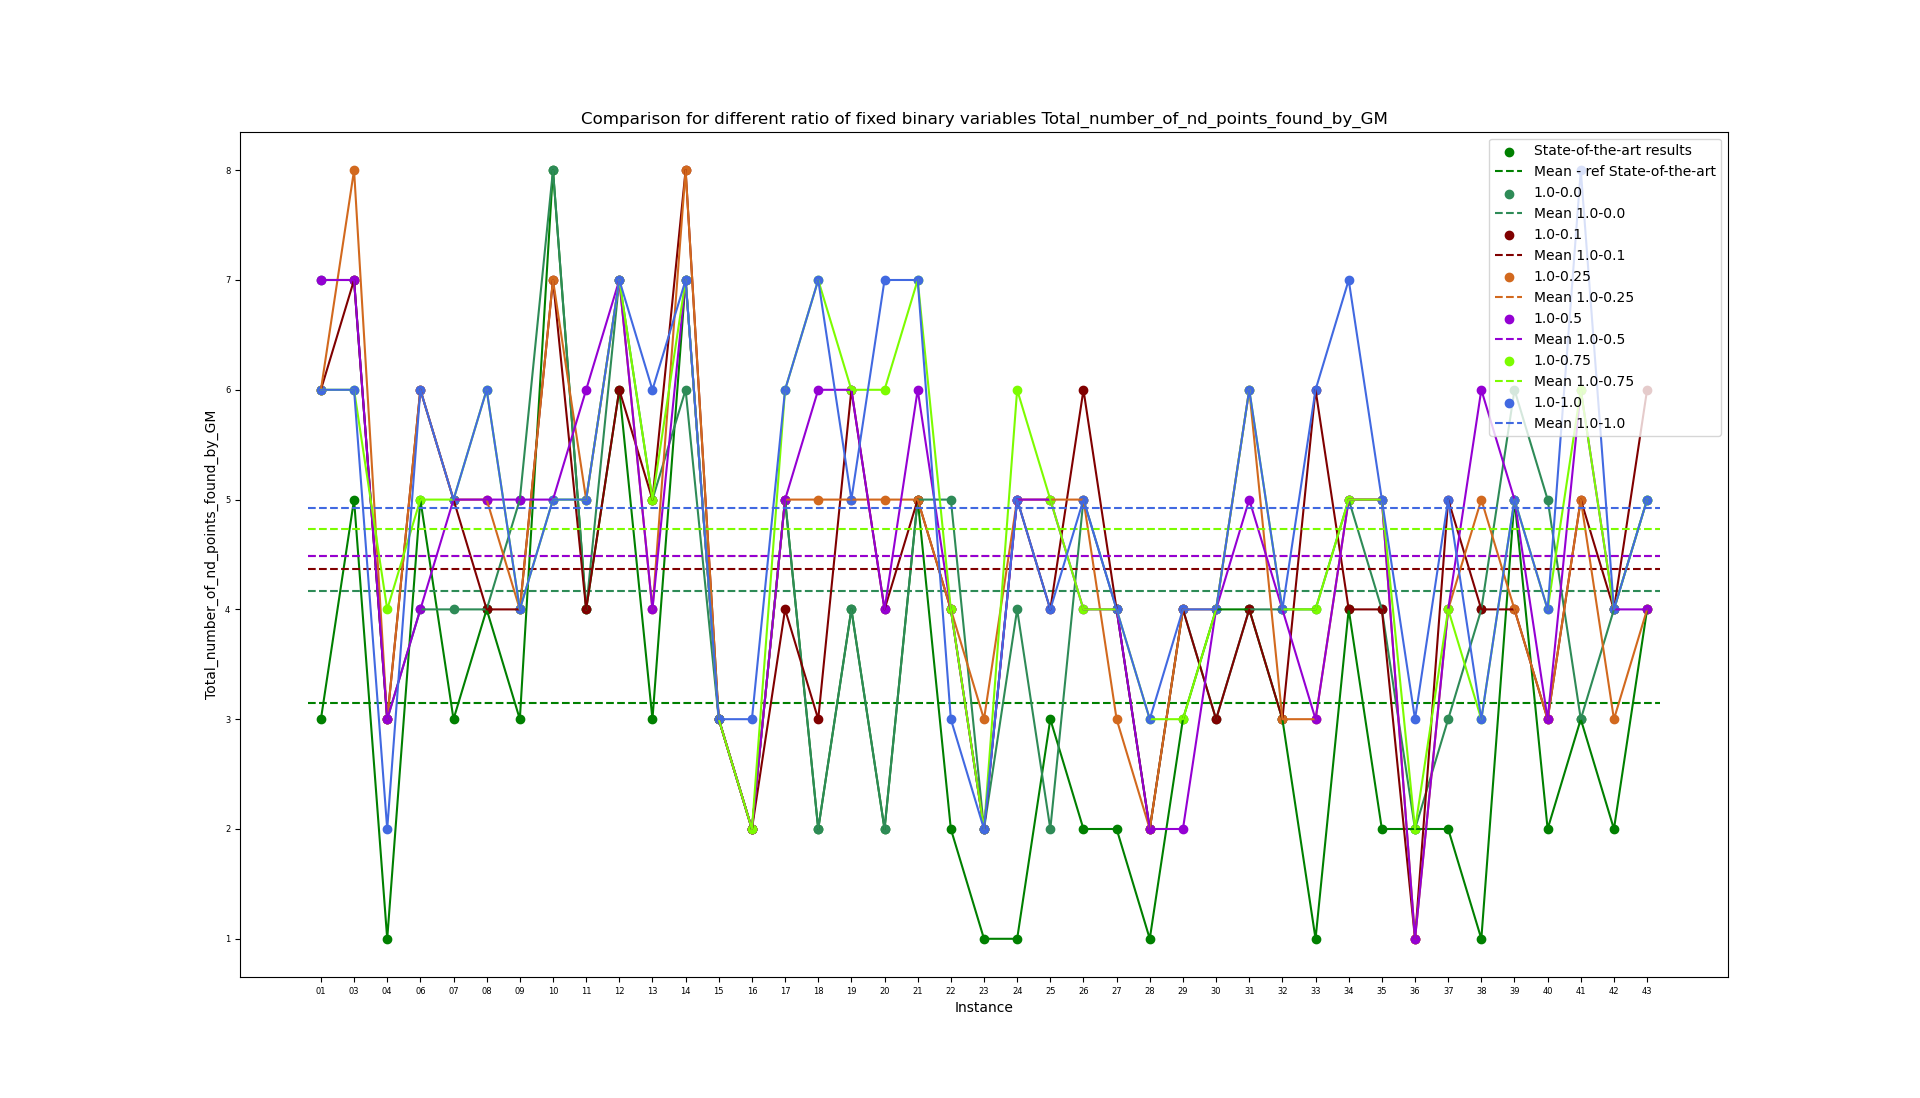 Comparison for different ratio of fixed binary variables Total_number_of_nd_points_found_by_GM
State-of-the-art results
Mean - ref State-of-the-art
1.0-0.0
Mean 1.0-0.0
1.0-0.1
Mean 1.0-0.1
1.0-0.25
Mean 1.0-0.25
1.0-0.5
Mean 1.0-0.5
1.0-0.75
Mean 1.0-0.75
1.0-1.0
Mean 1.0-1.0
Total_number_of_nd_points_found_by_GM
8
7
6
5
4
3
2
1
01 03 04 06 07 08 09 10 11 12 13 14 15 16 17 18 19 20 21 22 23 24 25 26 27 28 29 30 31 32 33 34 35 36 37 38 39 40 41 42 43
Instance